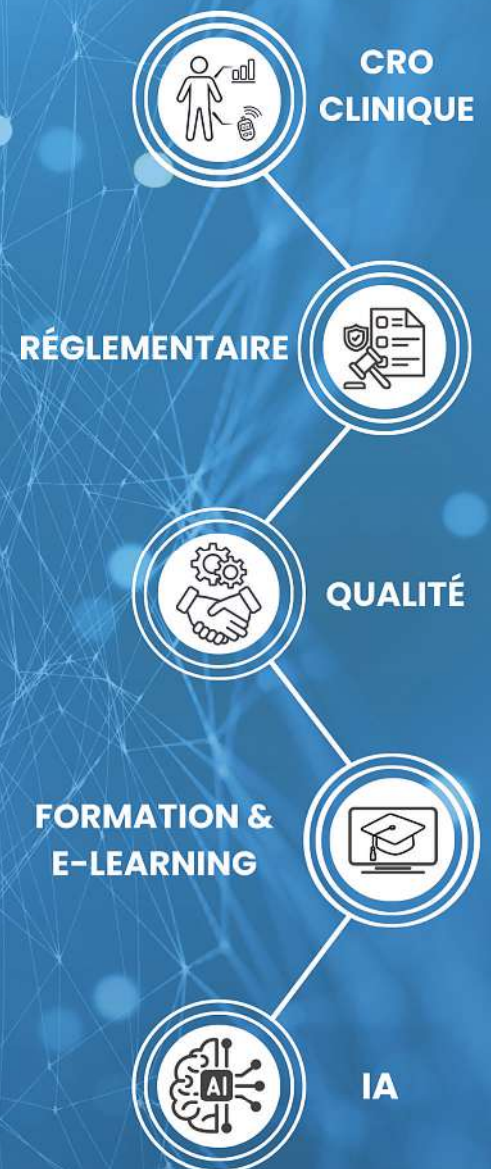 CRO
CLINIQUE
RÉGLEMENTAIRE
QUALITÉ
FORMATION &
E-LEARNING
AI
IA